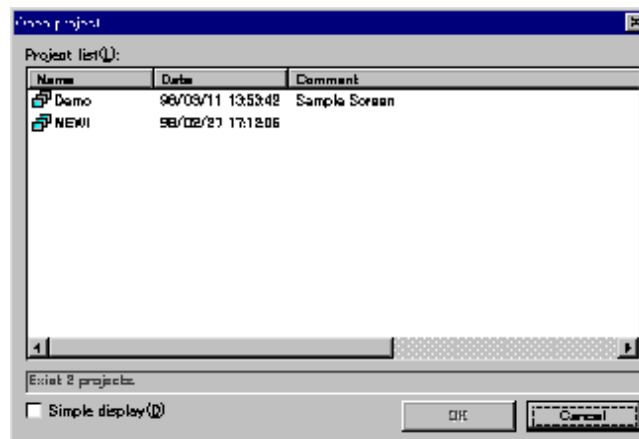 Open project
Project list(L):
Name Date Comment
Demo 98/03/11 13:53:42 Sample Screen
NEW1 98/02/27 17:12:06
Exist 2 projects.
Simple display(D)
OK Cancel